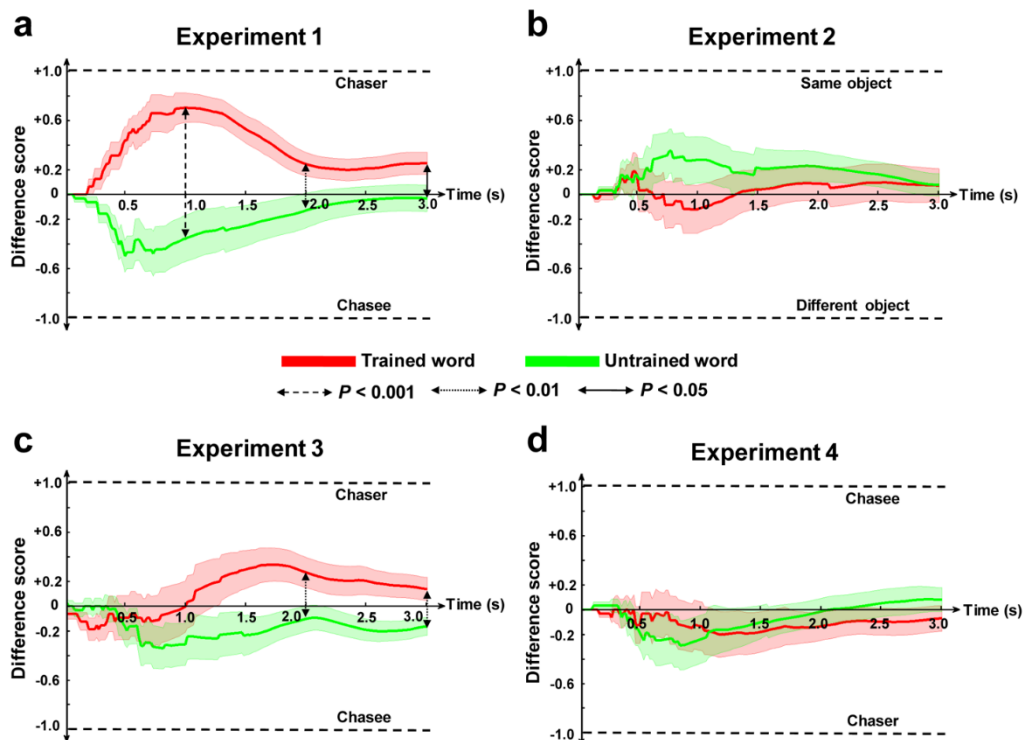 a
Experiment 1
Difference score
+1.0
+0.6
+0.2
0
-0.2
-0.6
-1.0
Chaser
Chasee
0.5
1.0
1.5
2.0
2.5
3.0
Time (s)
b
Experiment 2
Difference score
+1.0
+0.6
+0.2
0
-0.2
-0.6
-1.0
Same object
Different object
0.5
1.0
1.5
2.0
2.5
3.0
Time (s)
Trained word
Untrained word
P < 0.001
P < 0.01
P < 0.05
c
Experiment 3
Difference score
+1.0
+0.6
+0.2
0
-0.2
-0.6
-1.0
Chaser
Chasee
0.5
1.0
1.5
2.0
2.5
3.0
Time (s)
d
Experiment 4
Difference score
+1.0
+0.6
+0.2
0
-0.2
-0.6
-1.0
Chasee
Chaser
0.5
1.0
1.5
2.0
2.5
3.0
Time (s)